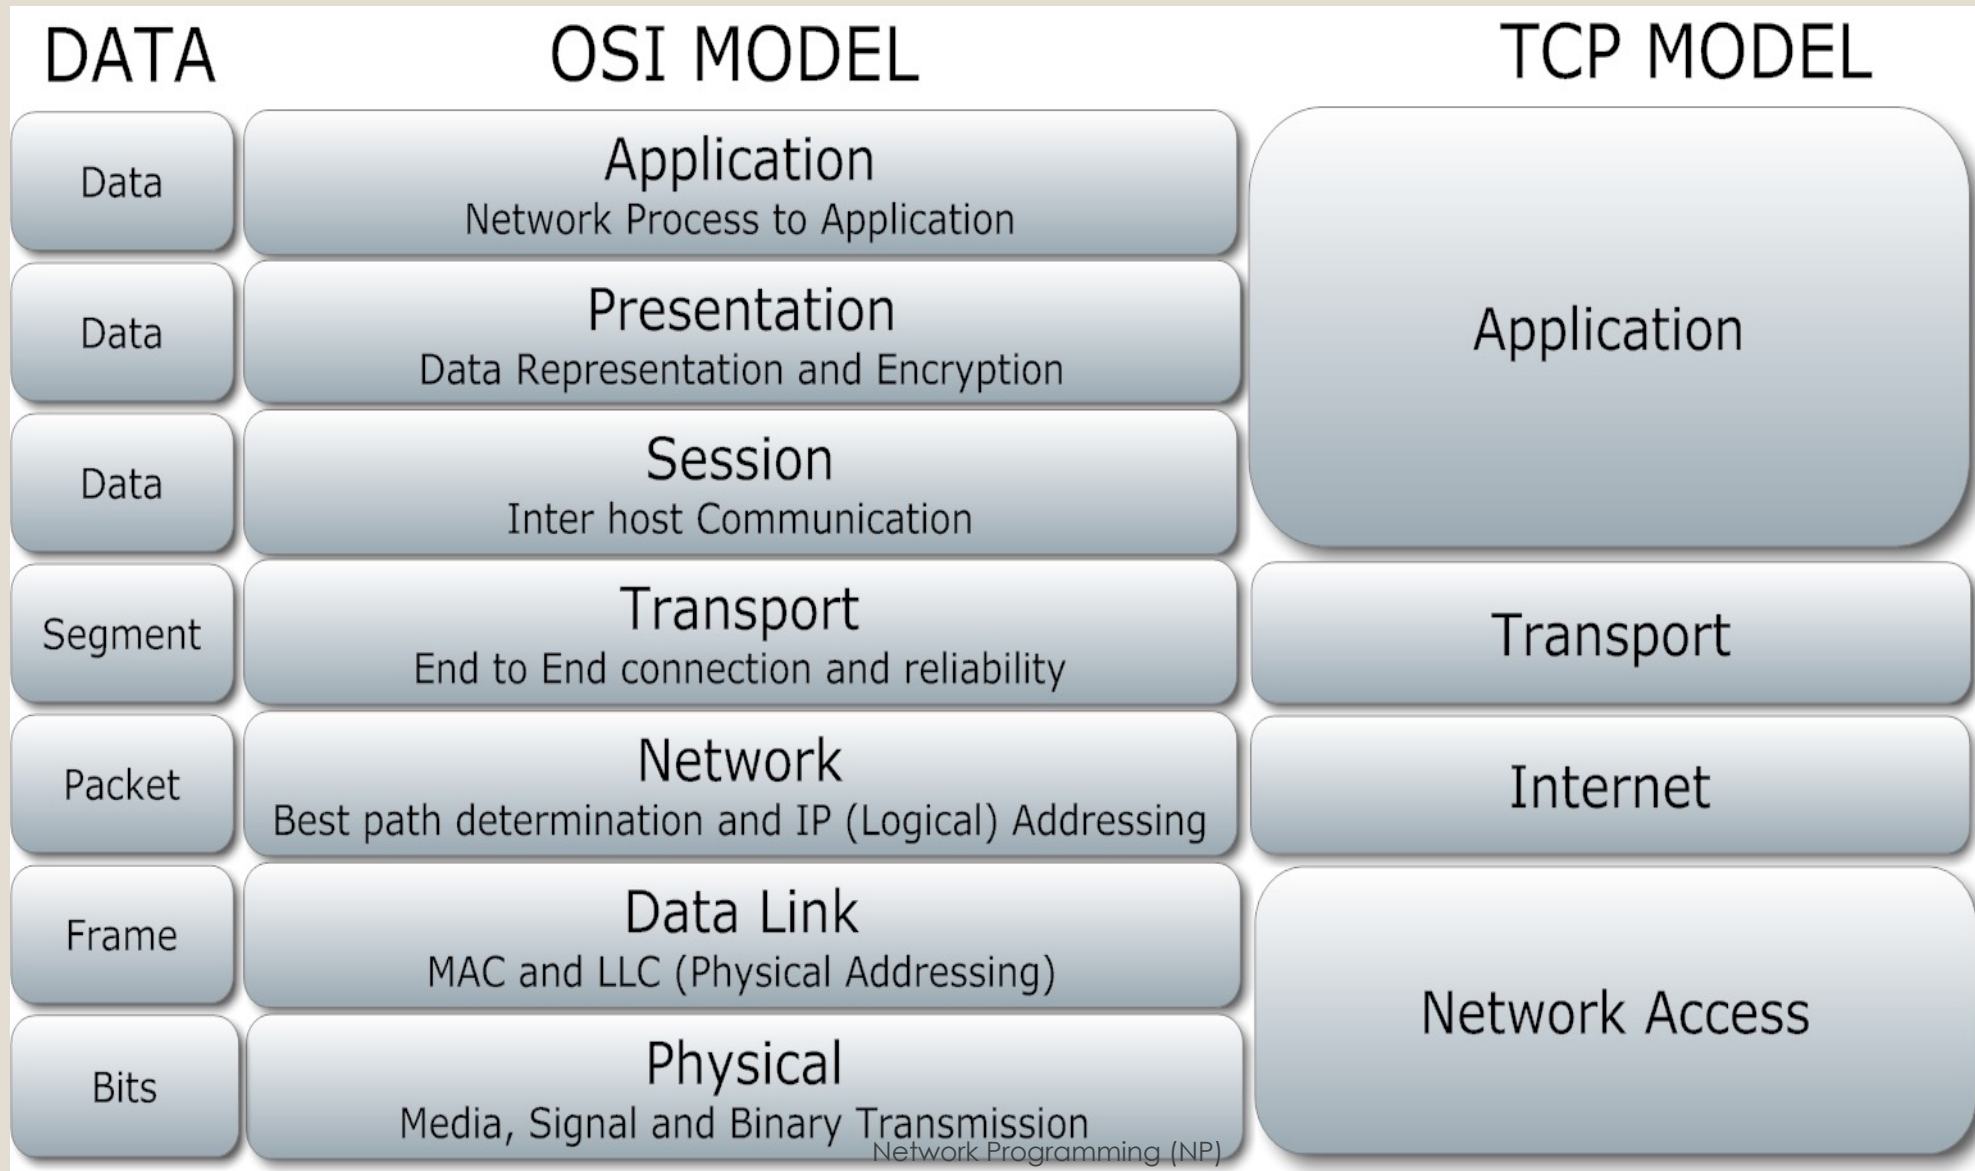 DATA OSI MODEL TCP MODEL
Data
Application
Network Process to Application
Data
Presentation
Data Representation and Encryption
Data
Session
Inter host Communication
Application
Segment
Transport
End to End connection and reliability
Transport
Packet
Network
Best path determination and IP (Logical) Addressing
Internet
Frame
Data Link
MAC and LLC (Physical Addressing)
Bits
Physical
Media, Signal and Binary Transmission
Network Access
Network Programming (NP)